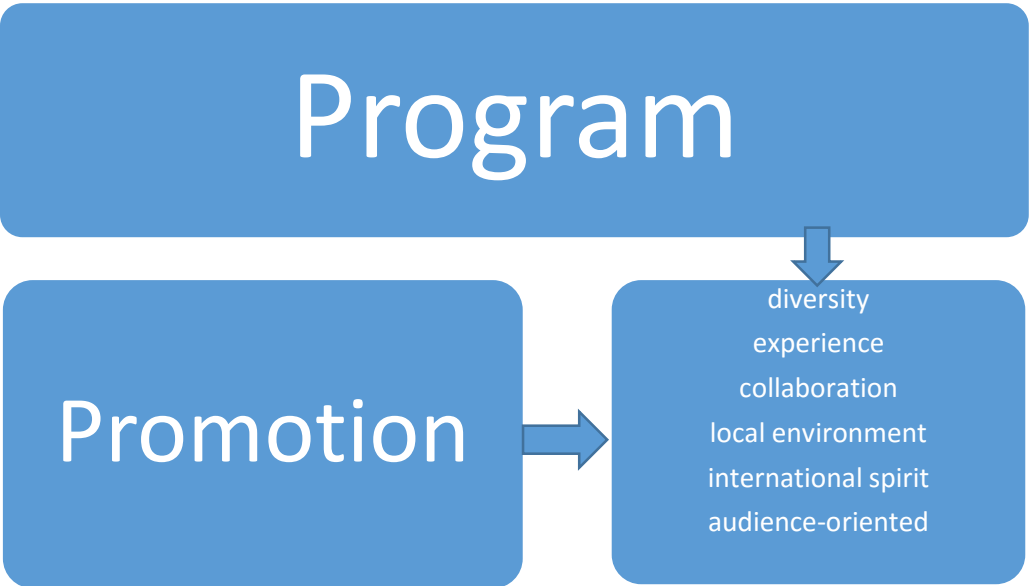 Program
Promotion
diversity
experience
collaboration
local environment
international spirit
audience-oriented